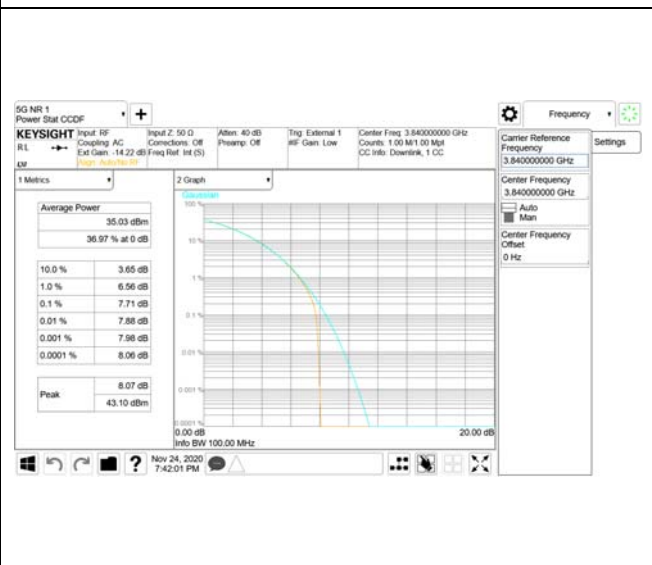 5G NR 1
Power Stat CCDF
Frequency
KEYSIGHT
Input: RF
Input Z: 50 Ω
Atten: 40 dB
Trig: External 1
Center Freq: 3.840000000 GHz
RL
Coupling: AC
Corrections: Off
Preamp: Off
#IF Gain: Low
Counts: 1.00 M/1.00 Mpt
Ext Gain: -14.22 dB
Freq Ref: Int (S)
CC Info: Downlink, 1 CC
Align: Auto/No RF
Carrier Reference
Frequency
3.840000000 GHz
Settings
Center Frequency
3.840000000 GHz
Auto
Man
Center Frequency
Offset
0 Hz
1 Metrics
2 Graph
Gaussian
Average Power
35.03 dBm
36.97 % at 0 dB
10.0 % 3.65 dB
1.0 % 6.56 dB
0.1 % 7.71 dB
0.01 % 7.88 dB
0.001 % 7.98 dB
0.0001 % 8.06 dB
Peak
8.07 dB
43.10 dBm
100 %
10 %
1 %
0.1 %
0.01 %
0.001 %
0.0001 %
0.00 dB
20.00 dB
Info BW 100.00 MHz
?
Nov 24, 2020
7:42:01 PM